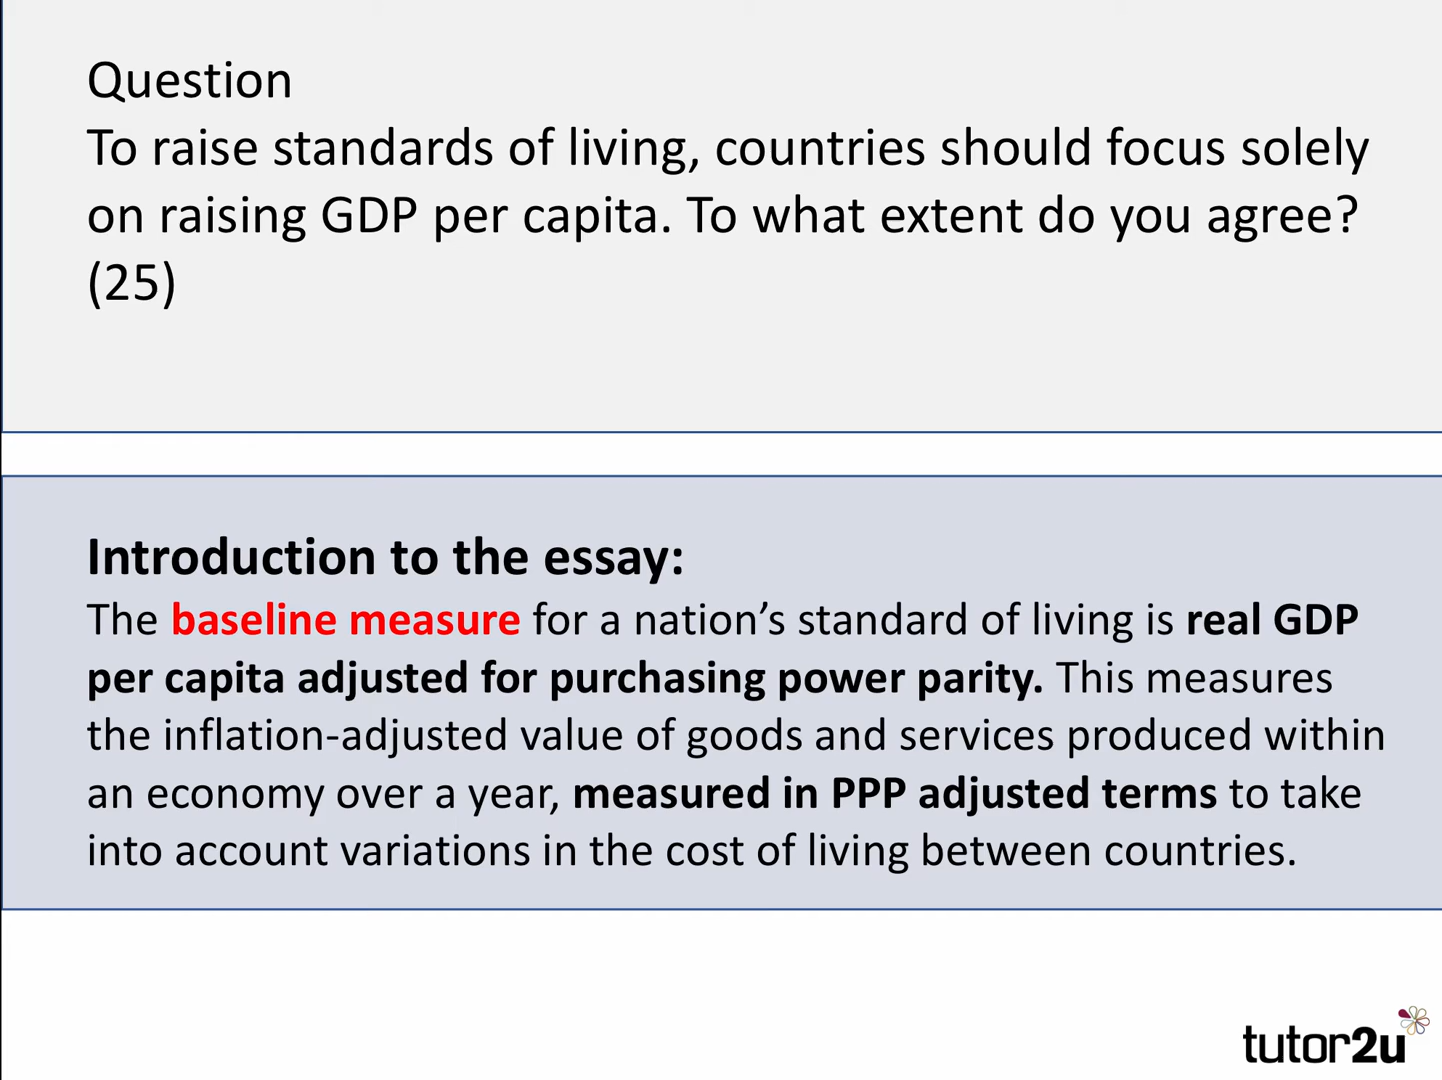 Question
To raise standards of living, countries should focus solely
on raising GDP per capita. To what extent do you agree?
(25)
Introduction to the essay:
The baseline measure for a nation’s standard of living is real GDP
per capita adjusted for purchasing power parity. This measures
the inflation-adjusted value of goods and services produced within
an economy over a year, measured in PPP adjusted terms to take
into account variations in the cost of living between countries.
tutor2u